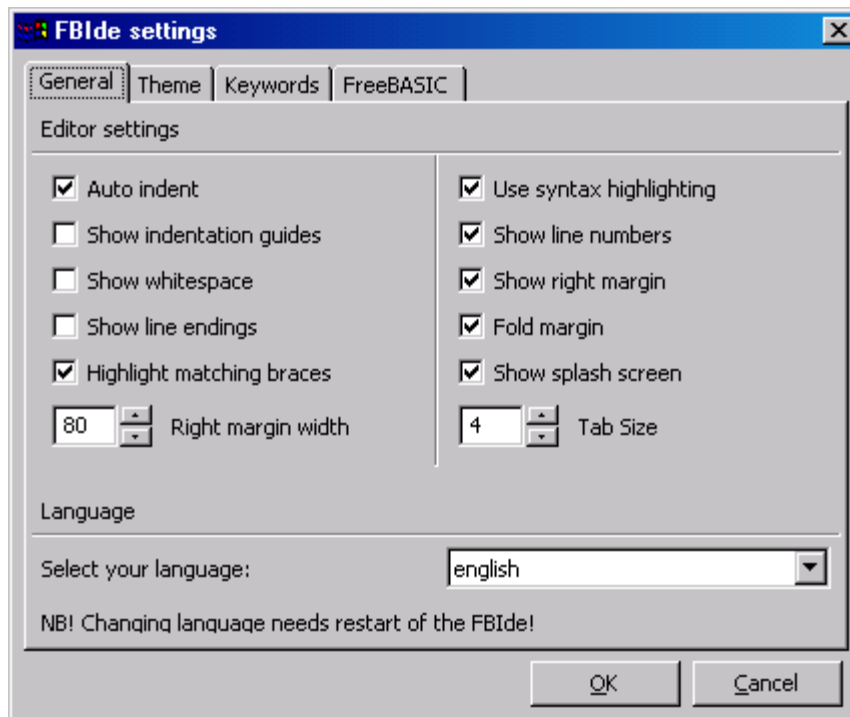 FBIde settings
General
Theme
Keywords
FreeBASIC
Editor settings
Auto indent
Show indentation guides
Show whitespace
Show line endings
Highlight matching braces
80
Right margin width
Use syntax highlighting
Show line numbers
Show right margin
Fold margin
Show splash screen
4
Tab Size
Language
Select your language:
english
NB! Changing language needs restart of the FBIde!
OK
Cancel